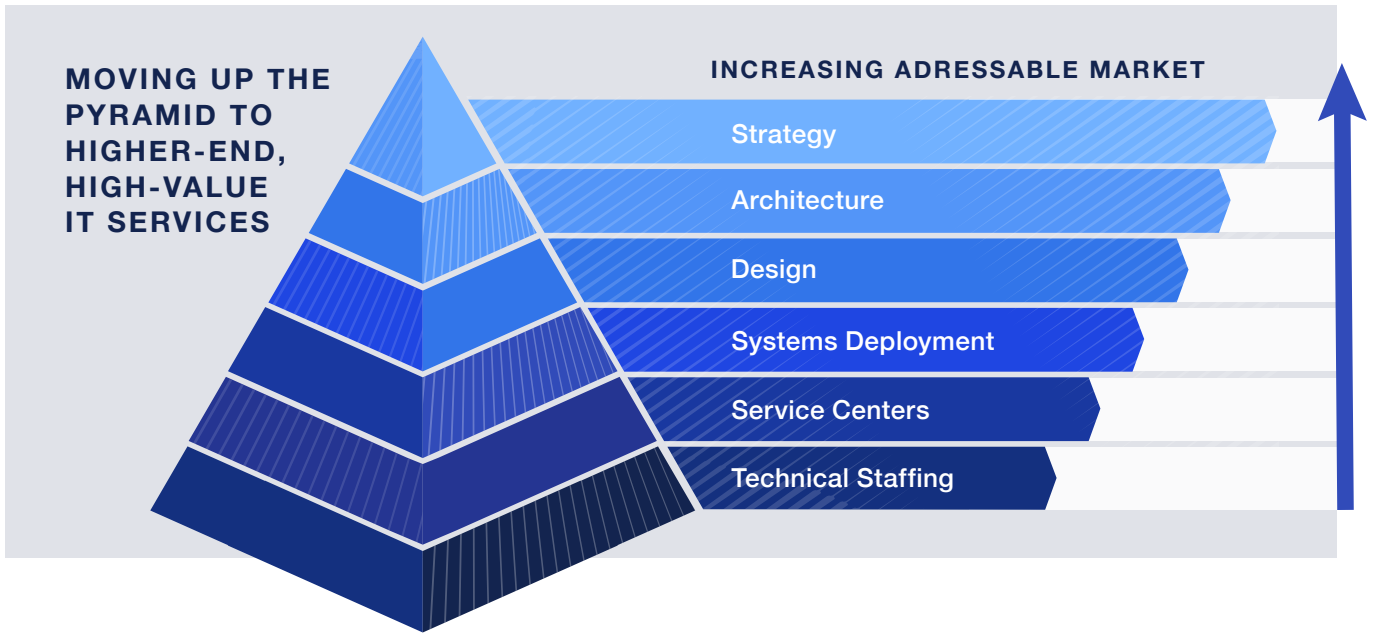 MOVING UP THE
PYRAMID TO
HIGHER-END,
HIGH-VALUE
IT SERVICES
INCREASING ADRESSABLE MARKET
Strategy
Architecture
Design
Systems Deployment
Service Centers
Technical Staffing